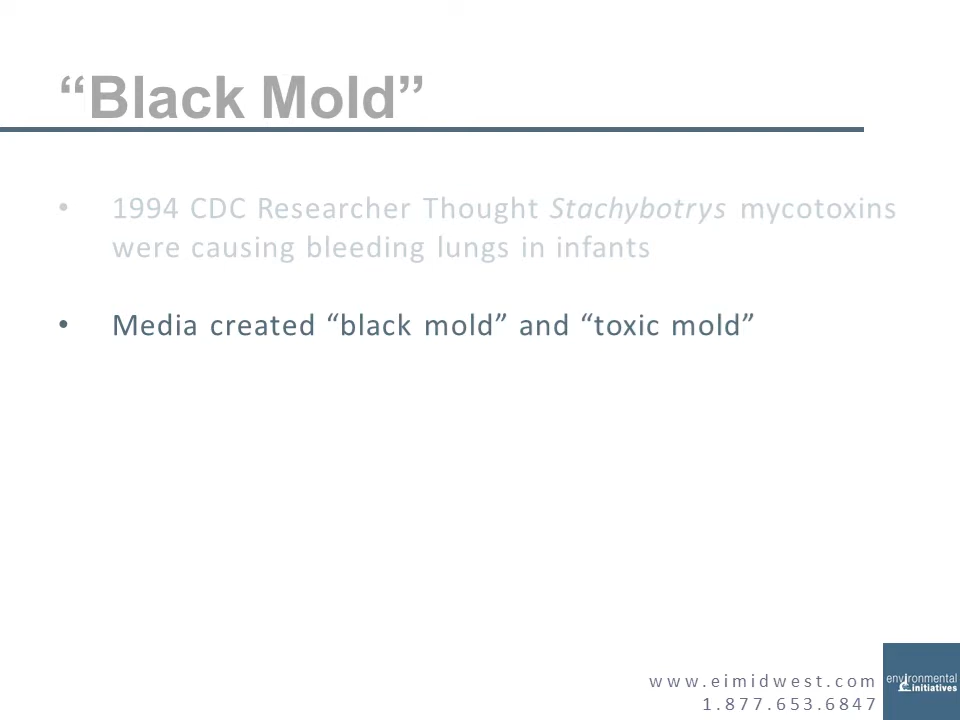 “Black Mold”
• 1994 CDC Researcher Thought Stachybotrys mycotoxins
were causing bleeding lungs in infants
• Media created “black mold” and “toxic mold”
www.eimidwest.com
1.877.653.6847
environmental
initiatives